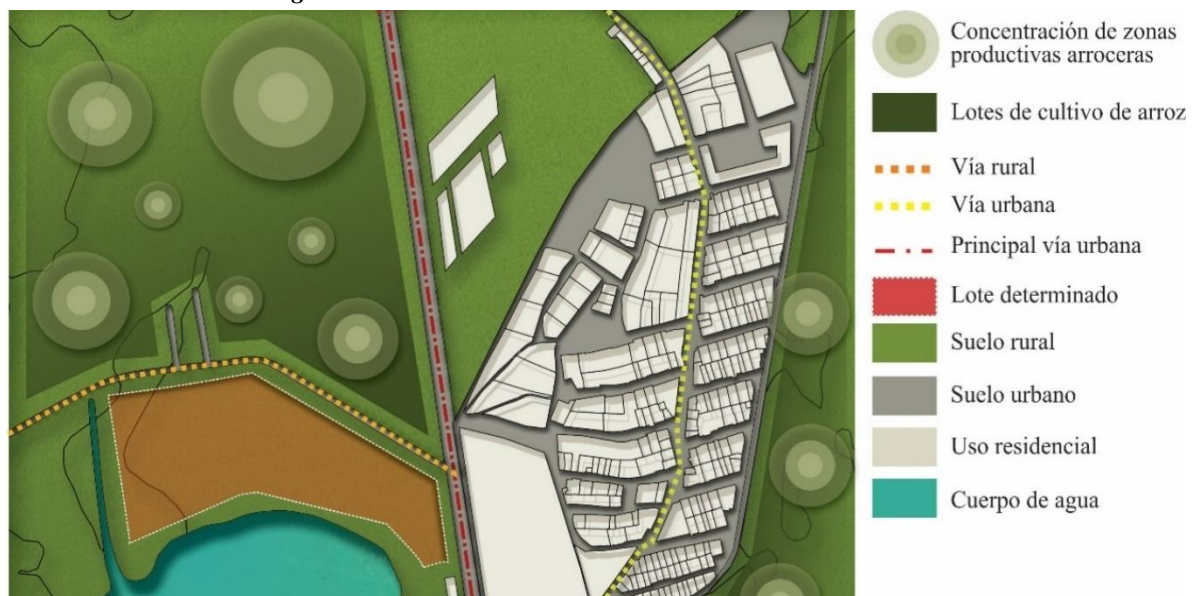 Concentración de zonas
productivas arroceras
Lotes de cultivo de arroz
Vía rural
Vía urbana
Principal vía urbana
Lote determinado
Suelo rural
Suelo urbano
Uso residencial
Cuerpo de agua